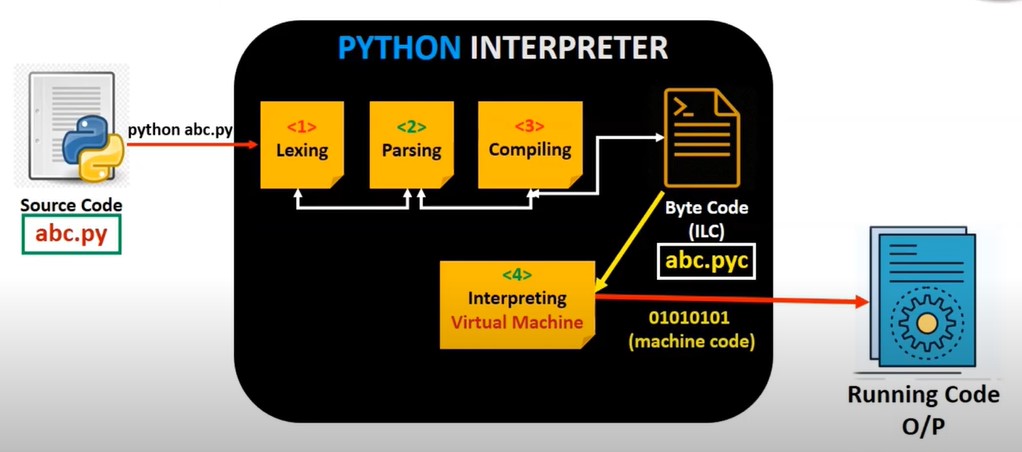 PYTHON INTERPRETER
python abc.py
Source Code
abc.py
<1>
Lexing
<2>
Parsing
<3>
Compiling
Byte Code
(ILC)
abc.pyc
<4>
Interpreting
Virtual Machine
01010101
(machine code)
Running Code
O/P